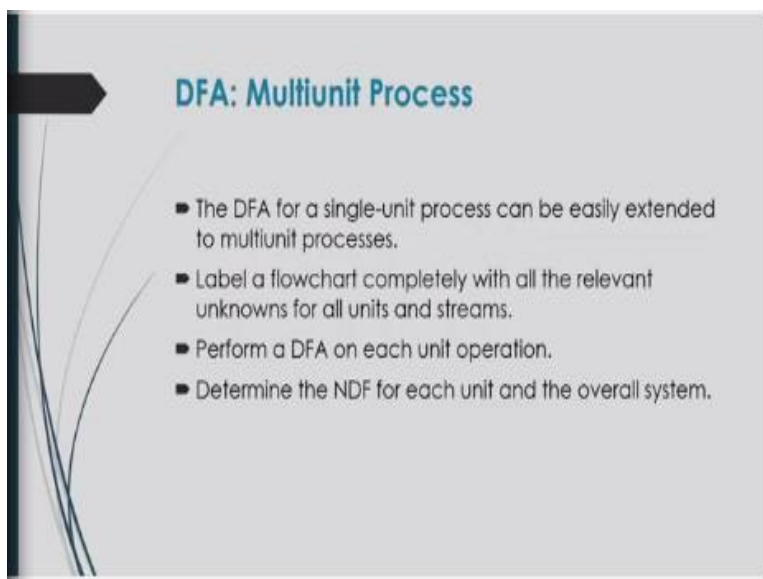 DFA: Multiunit Process
The DFA for a single-unit process can be easily extended
to multiunit processes.
Label a flowchart completely with all the relevant
unknowns for all units and streams.
Perform a DFA on each unit operation.
Determine the NDF for each unit and the overall system.